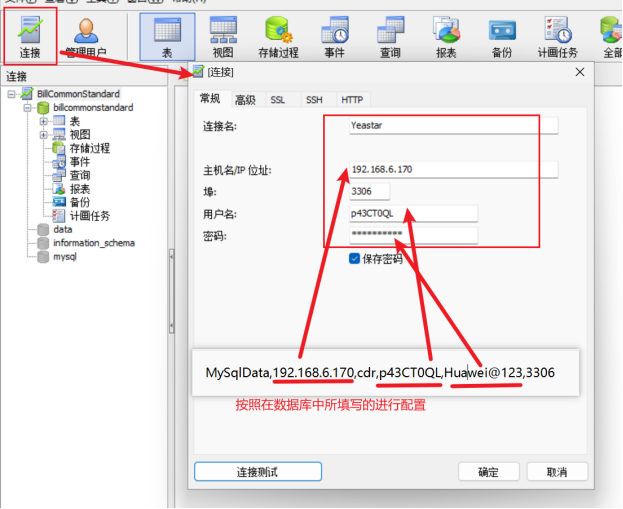 连接
管理用户
表
视图
存储过程
事件
查询
报表
备份
计画任务
全部
连接
BillCommonStandard
billcommonstandard
表
视图
存储过程
事件
查询
报表
备份
计画任务
data
information_schema
mysql
[连接]
常规
高级
SSL
SSH
HTTP
连接名:
Yeastar
主机名/IP 位址:
192.168.6.170
埠:
3306
用户名:
p43CT0QL
密码:
**********
保存密码
MySqlData,192.168.6.170,cdr,p43CT0QL,Huawei@123,3306
按照在数据库中所填写的进行配置
连接测试
确定
取消